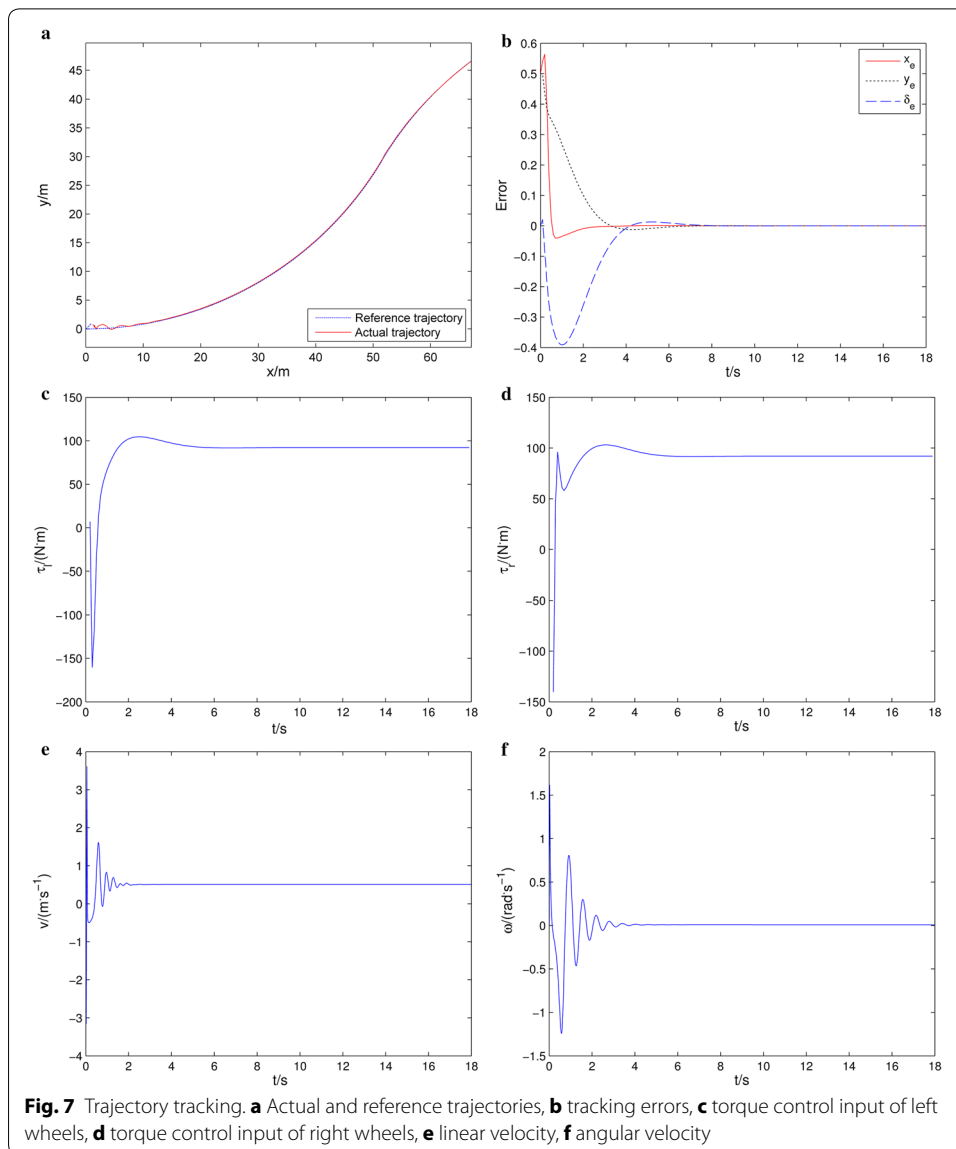 a
45
40
35
30
25
20
15
10
5
0
y/m
0 10 20 30 40 50 60
x/m
Reference trajectory
Actual trajectory
b
0.6
0.5
0.4
0.3
0.2
0.1
0
−0.1
−0.2
−0.3
−0.4
Error
0 2 4 6 8 10 12 14 16 18
t/s
x_e
y_e
δ_e
c
150
100
50
0
−50
−100
−150
−200
τ_l/(N·m)
0 2 4 6 8 10 12 14 16 18
t/s
d
150
100
50
0
−50
−100
−150
τ_r/(N·m)
0 2 4 6 8 10 12 14 16 18
t/s
e
4
3
2
1
0
−1
−2
−3
−4
v/(m·s⁻¹)
0 2 4 6 8 10 12 14 16 18
t/s
f
2
1.5
1
0.5
0
−0.5
−1
−1.5
ω/(rad·s⁻¹)
0 2 4 6 8 10 12 14 16 18
t/s
Fig. 7 Trajectory tracking. a Actual and reference trajectories, b tracking errors, c torque control input of left
wheels, d torque control input of right wheels, e linear velocity, f angular velocity